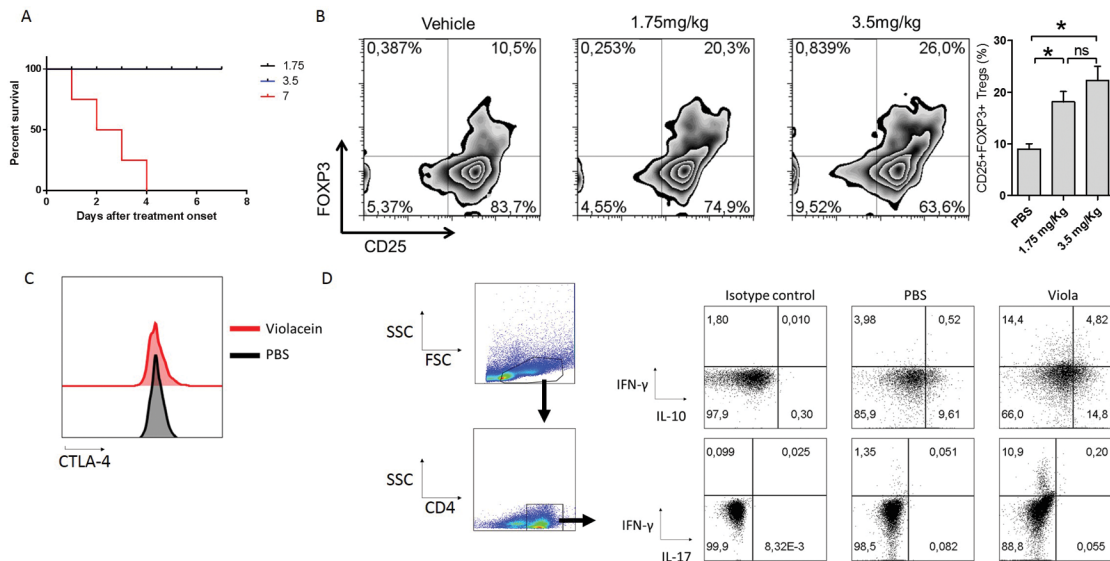 A
Percent survival
100
50
0
0 2 4 6 8
Days after treatment onset
1.75
3.5
7
B
Vehicle 1.75mg/kg 3.5mg/kg
0,387% 10,5%
5,37% 83,7%
0,253% 20,3%
4,55% 74,9%
0,839% 26,0%
9,52% 63,6%
FOXP3
CD25
CD25+FOXP3+ Tregs (%)
30
20
10
0
*
* ns
PBS
1.75 mg/Kg
3.5 mg/Kg
C
Violacein
PBS
CTLA-4
D
SSC
FSC
SSC
CD4
Isotype control PBS Viola
IFN-γ
IL-10
1,80 0,010
97,9 0,30
3,98 0,52
85,9 9,61
14,4 4,82
66,0 14,8
IFN-γ
IL-17
0,099 0,025
99,9 8,32E-3
1,35 0,051
98,5 0,082
10,9 0,20
88,8 0,055